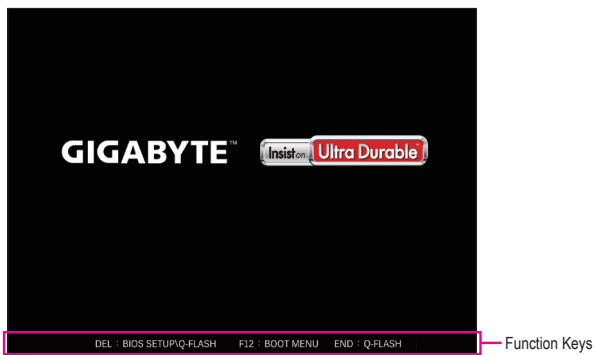 GIGABYTE™ Insist on Ultra Durable™
DEL : BIOS SETUP\Q-FLASH F12 : BOOT MENU END : Q-FLASH
Function Keys